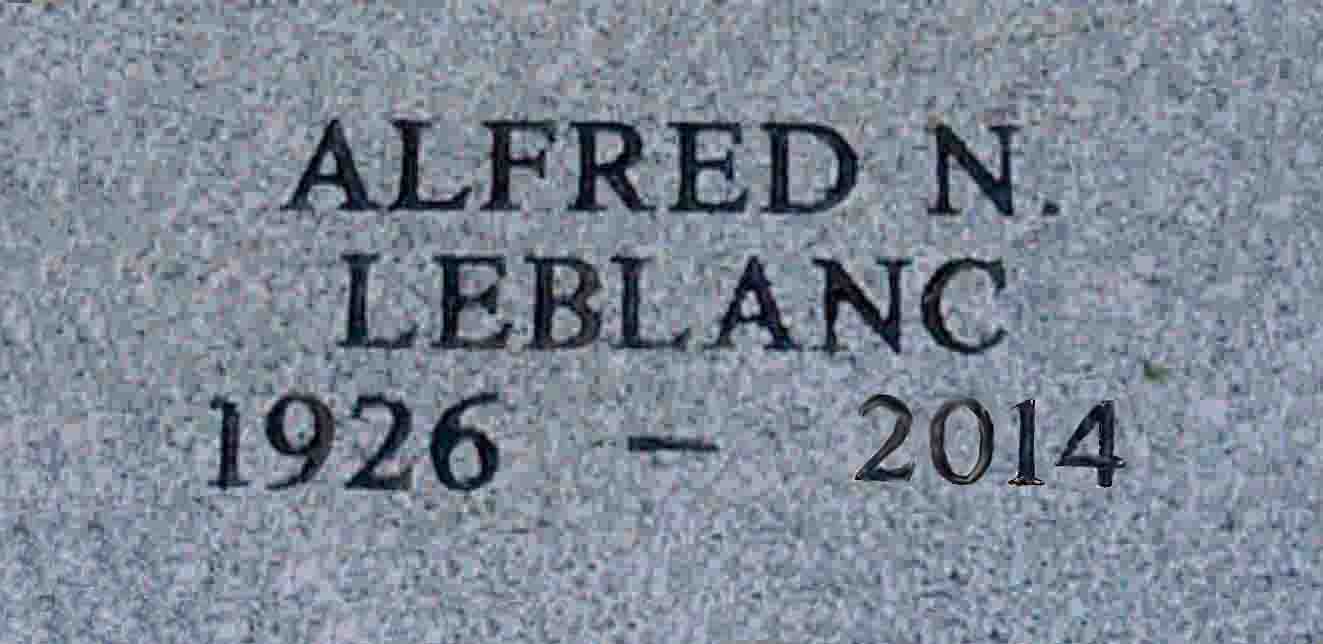 ALFRED N.
LEBLANC
1926 – 2014